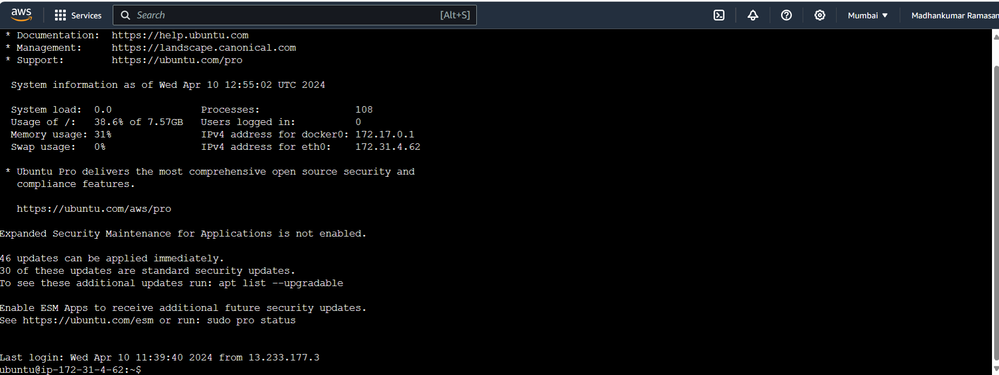 aws Services Search [Alt+S] Mumbai ▼ Madhankumar Ramasan
* Documentation: https://help.ubuntu.com
* Management: https://landscape.canonical.com
* Support: https://ubuntu.com/pro
System information as of Wed Apr 10 12:55:02 UTC 2024
System load: 0.0 Processes: 108
Usage of /: 38.6% of 7.57GB Users logged in: 0
Memory usage: 31% IPv4 address for docker0: 172.17.0.1
Swap usage: 0% IPv4 address for eth0: 172.31.4.62
* Ubuntu Pro delivers the most comprehensive open source security and
compliance features.
https://ubuntu.com/aws/pro
Expanded Security Maintenance for Applications is not enabled.
46 updates can be applied immediately.
30 of these updates are standard security updates.
To see these additional updates run: apt list --upgradable
Enable ESM Apps to receive additional future security updates.
See https://ubuntu.com/esm or run: sudo pro status
Last login: Wed Apr 10 11:39:40 2024 from 13.233.177.3
ubuntu@ip-172-31-4-62:~$